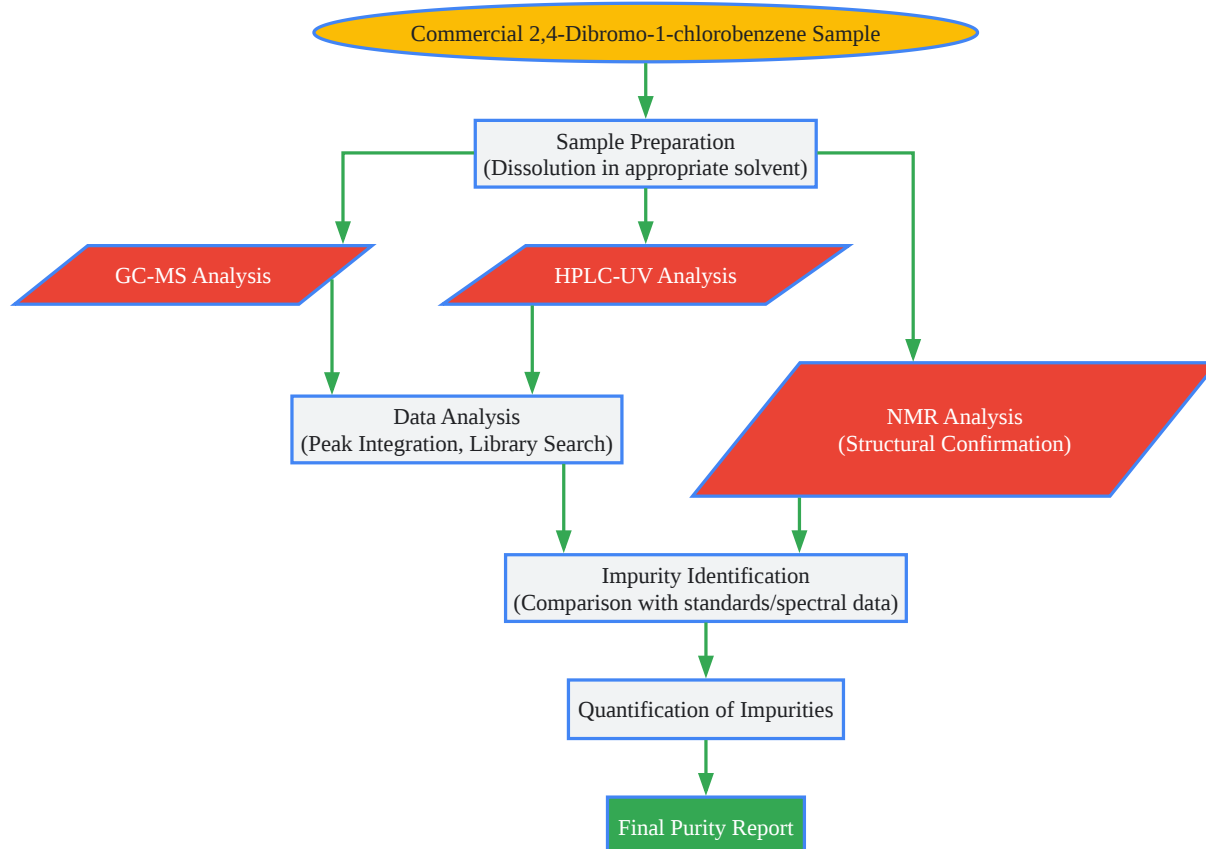 Commercial 2,4-Dibromo-1-chlorobenzene Sample
Sample Preparation
(Dissolution in appropriate solvent)
GC-MS Analysis
HPLC-UV Analysis
Data Analysis
(Peak Integration, Library Search)
NMR Analysis
(Structural Confirmation)
Impurity Identification
(Comparison with standards/spectral data)
Quantification of Impurities
Final Purity Report